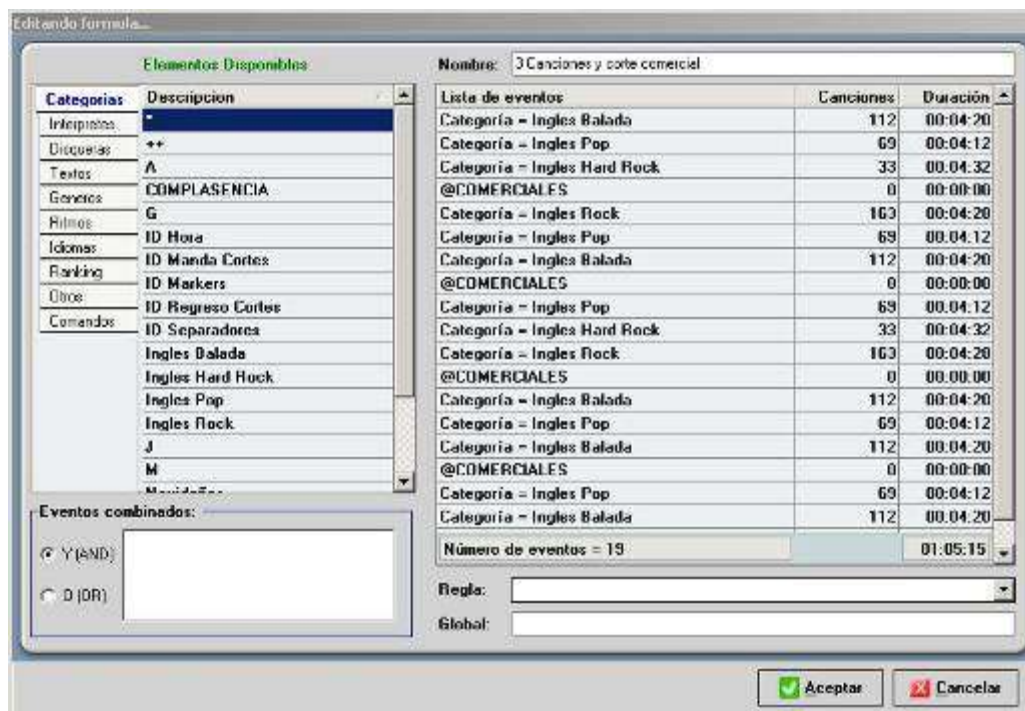 Editando formula...
Elementos Disponibles
Nombre: 3 Canciones y corte comercial
Categorias
Interpretes
Disqueras
Textos
Generos
Ritmos
Idiomas
Ranking
Otros
Comandos
Descripcion
*
++
A
COMPLASENCIA
G
ID Hora
ID Manda Cortes
ID Markers
ID Regreso Cortes
ID Separadores
Ingles Balada
Ingles Hard Rock
Ingles Pop
Ingles Rock
J
M
Lista de eventos Canciones Duración
Categoría = Ingles Balada 112 00:04:20
Categoría = Ingles Pop 69 00:04:12
Categoría = Ingles Hard Rock 33 00:04:32
@COMERCIALES 0 00:00:00
Categoría = Ingles Rock 163 00:04:20
Categoría = Ingles Pop 69 00:04:12
Categoría = Ingles Balada 112 00:04:20
@COMERCIALES 0 00:00:00
Categoría = Ingles Pop 69 00:04:12
Categoría = Ingles Hard Rock 33 00:04:32
Categoría = Ingles Rock 163 00:04:20
@COMERCIALES 0 00:00:00
Categoría = Ingles Balada 112 00:04:20
Categoría = Ingles Pop 69 00:04:12
Categoría = Ingles Balada 112 00:04:20
@COMERCIALES 0 00:00:00
Categoría = Ingles Pop 69 00:04:12
Categoría = Ingles Balada 112 00:04:20
Número de eventos = 19 01:05:15
Eventos combinados:
Y (AND)
O (OR)
Regla:
Global:
Aceptar
Cancelar